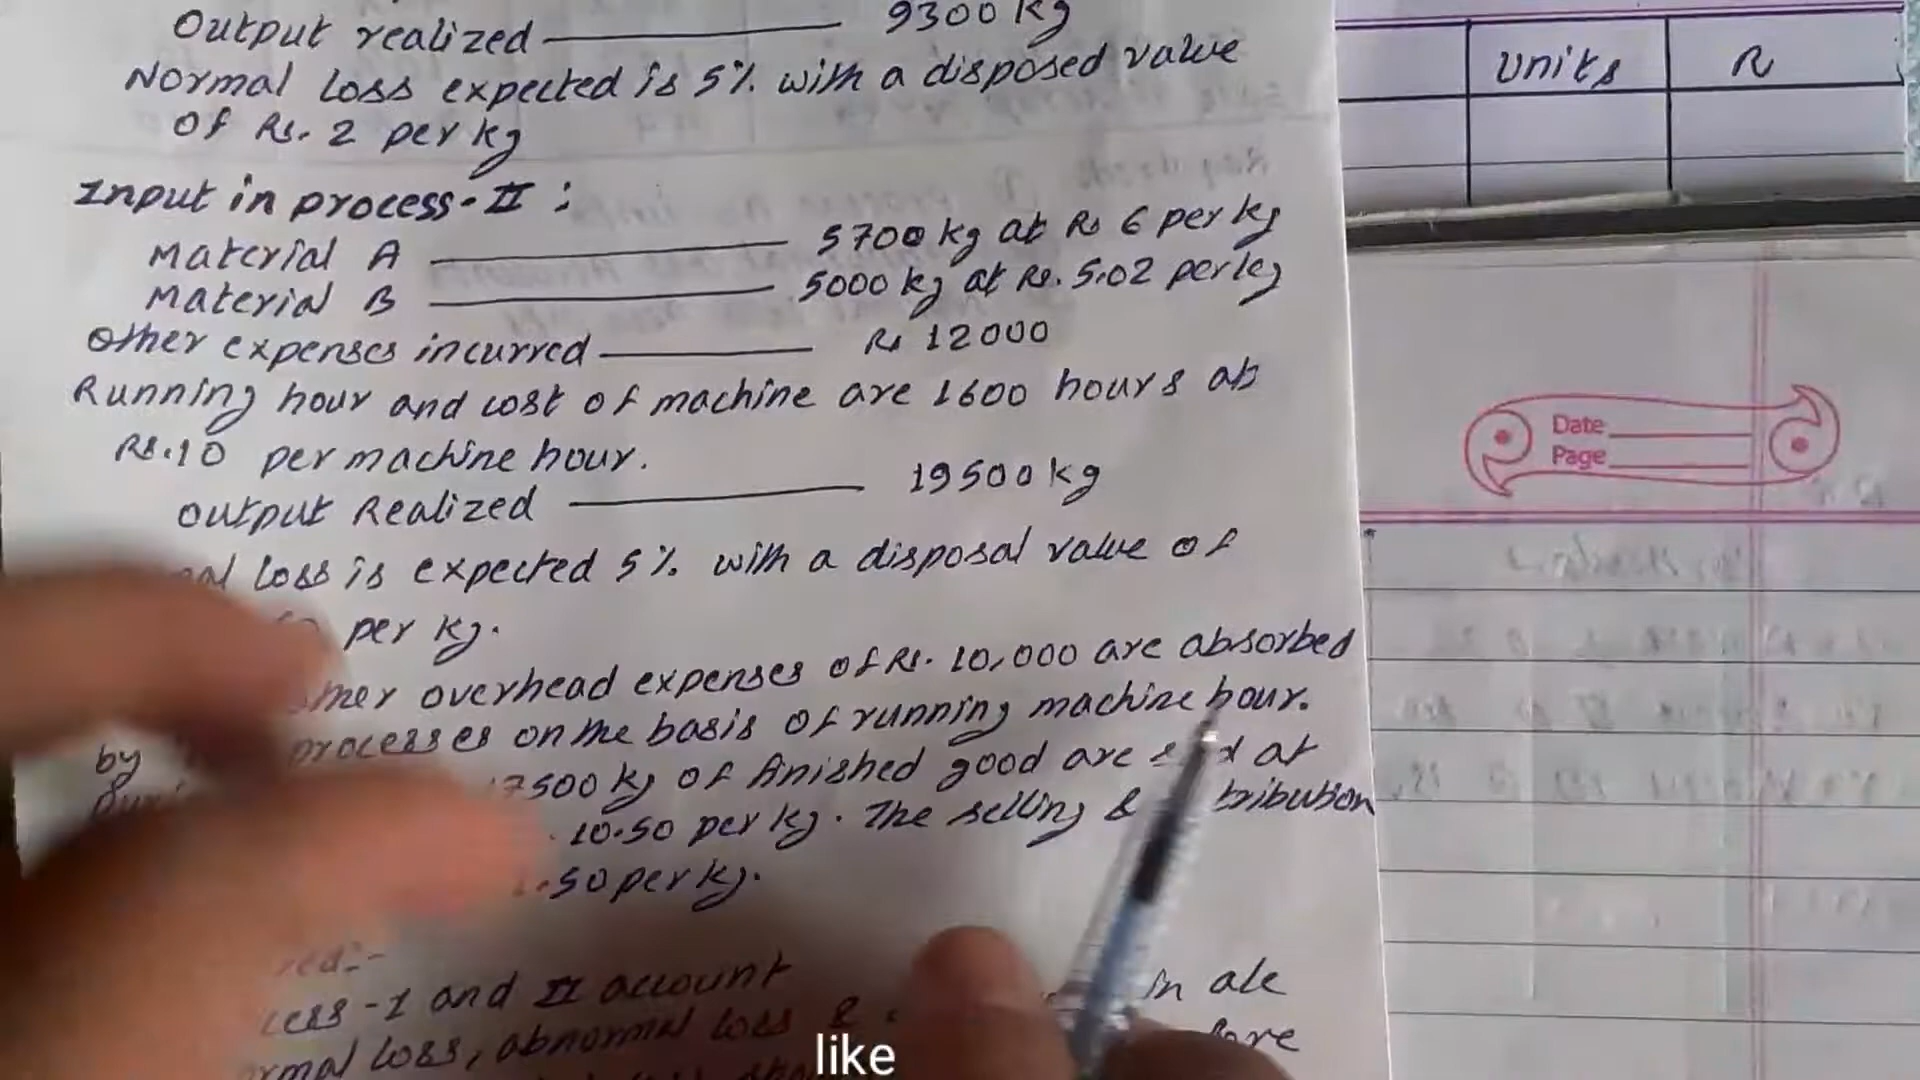 Output realized 9300 kg
Normal loss expected is 5% with a disposed value
of Rs. 2 per kg
Input in process-II :
Material A 5700 kg at Rs 6 per kg
Material B 5000 kg at Rs. 5.02 per kg
Other expenses incurred Rs 12000
Running hour and cost of machine are 1600 hours at
Rs.10 per machine hour.
Output Realized 19500 kg
loss is expected 5% with a disposal value of
per kg.
overhead expenses of Rs. 10,000 are absorbed
by processes on the basis of running machine hour.
500 kg of finished good are at
10.50 per kg. The selling &
.50 per kg.
-I and II account in ale
loss, abnormal loss &
Units R
Date
Page
like